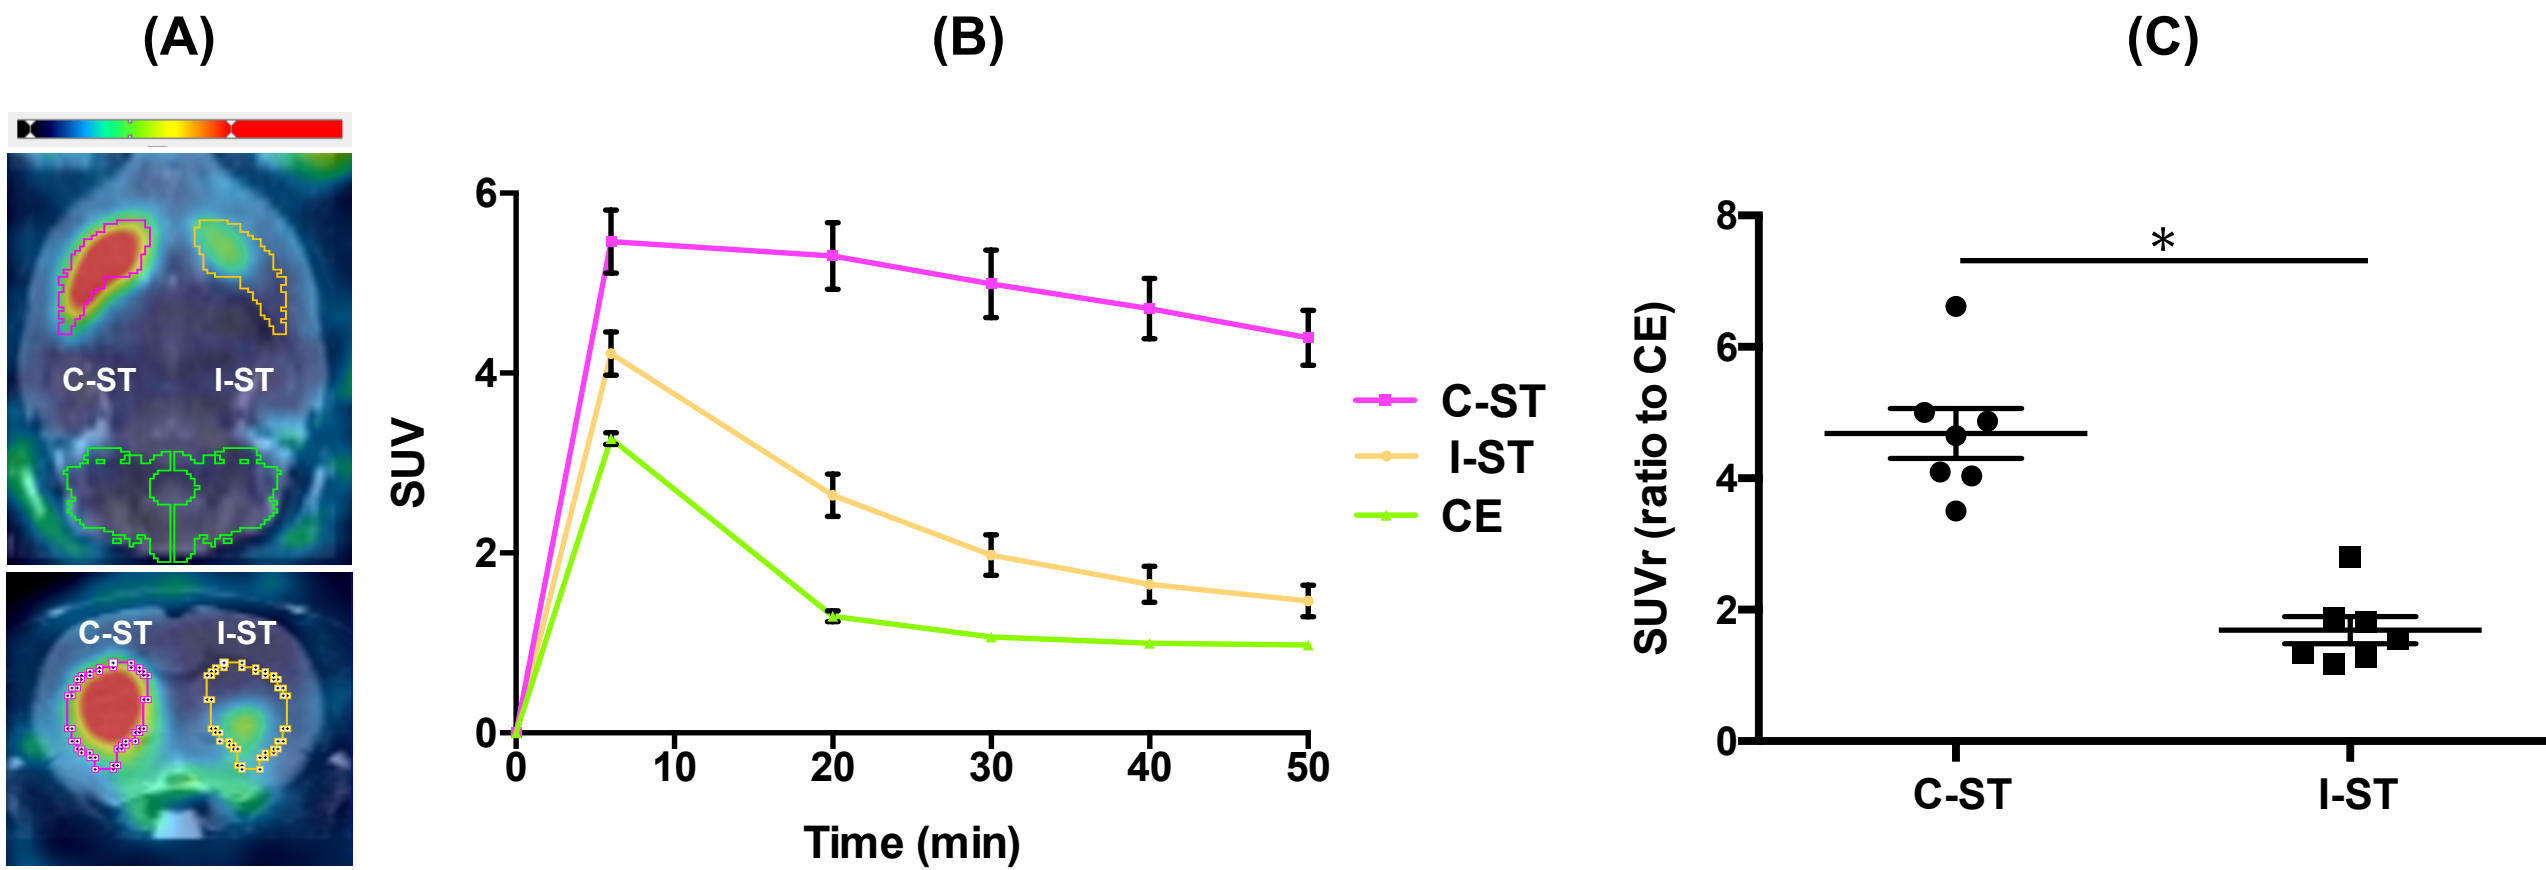 (A)
C-ST I-ST
C-ST I-ST
(B)
SUV
6
4
2
0
0 10 20 30 40 50
Time (min)
C-ST
I-ST
CE
(C)
SUVr (ratio to CE)
8
6
4
2
0
*
C-ST I-ST